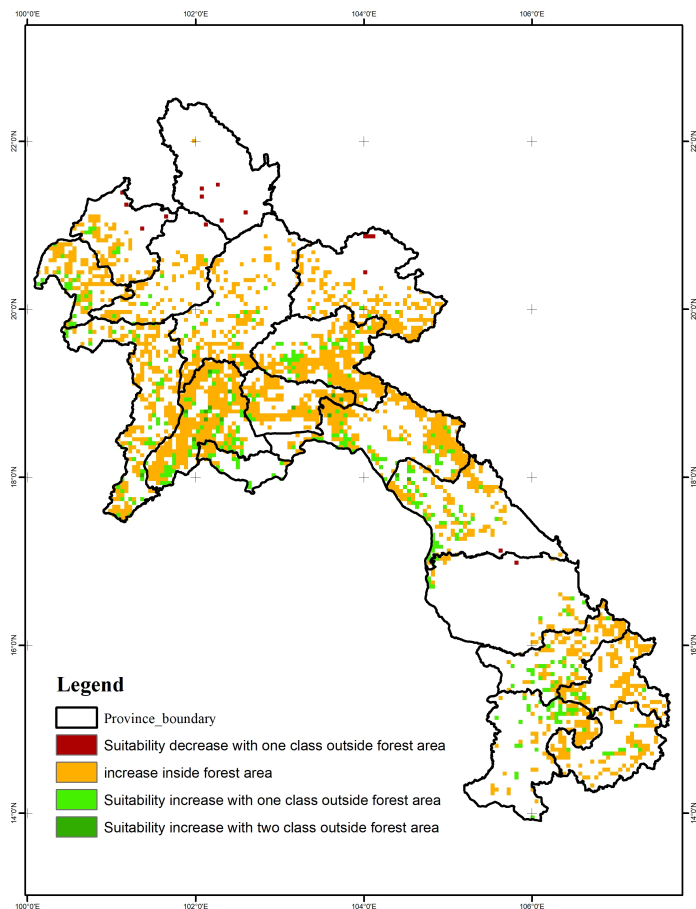 100°0'E 102°0'E 104°0'E 106°0'E
22°0'N 22°0'N
20°0'N 20°0'N
18°0'N 18°0'N
16°0'N 16°0'N
Legend
Province_boundary
Suitability decrease with one class outside forest area
increase inside forest area
Suitability increase with one class outside forest area
14°0'N 14°0'N
Suitability increase with two class outside forest area
100°0'E 102°0'E 104°0'E 106°0'E